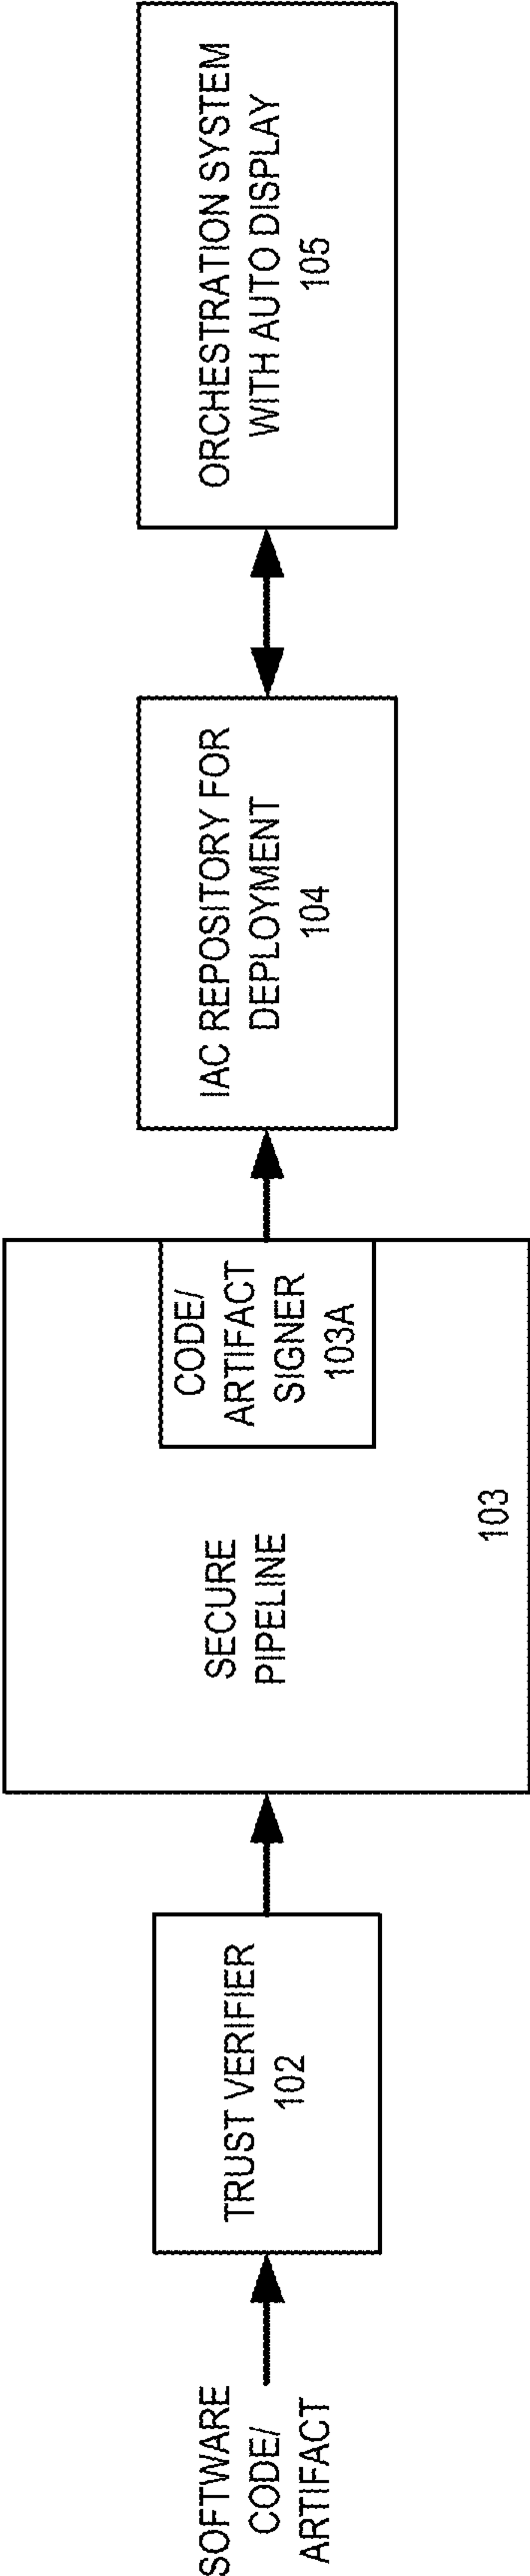 SOFTWARE
CODE/
ARTIFACT
TRUST VERIFIER
102
SECURE
PIPELINE
103
CODE/
ARTIFACT
SIGNER
103A
IAC REPOSITORY FOR
DEPLOYMENT
104
ORCHESTRATION SYSTEM
WITH AUTO DISPLAY
105